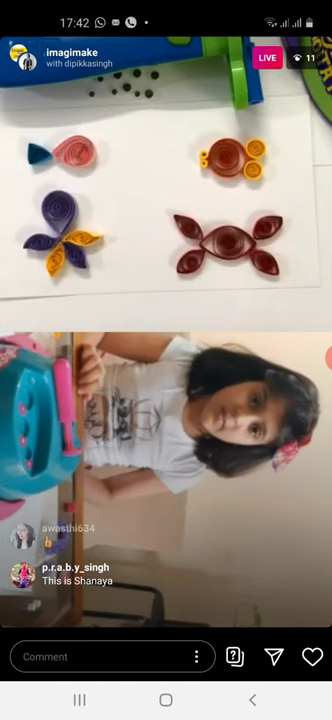 17:42
imagimake
with dipikkasingh
LIVE
11
awasthi634
p.r.a.b.y_singh
This is Shanaya
Comment